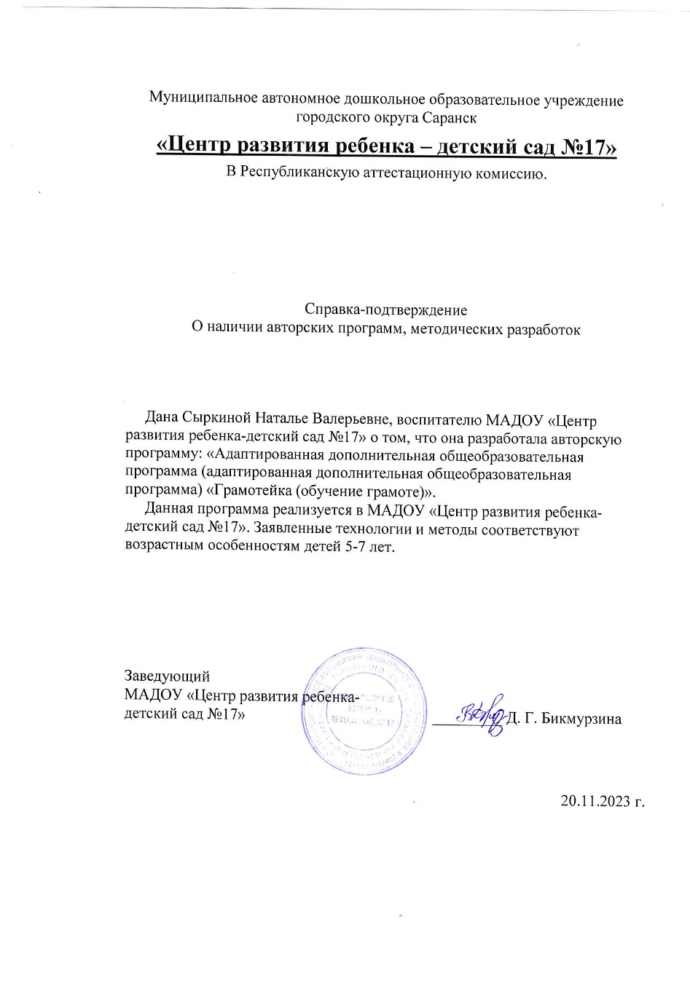 Муниципальное автономное дошкольное образовательное учреждение
городского округа Саранск
«Центр развития ребенка – детский сад №17»
В Республиканскую аттестационную комиссию.
Справка-подтверждение
О наличии авторских программ, методических разработок
Дана Сыркиной Наталье Валерьевне, воспитателю МАДОУ «Центр
развития ребенка-детский сад №17» о том, что она разработала авторскую
программу: «Адаптированная дополнительная общеобразовательная
программа (адаптированная дополнительная общеобразовательная
программа) «Грамотейка (обучение грамоте)».
Данная программа реализуется в МАДОУ «Центр развития ребенка-
детский сад №17». Заявленные технологии и методы соответствуют
возрастным особенностям детей 5-7 лет.
Заведующий
МАДОУ «Центр развития ребенка-
детский сад №17»
Д. Г. Бикмурзина
20.11.2023 г.